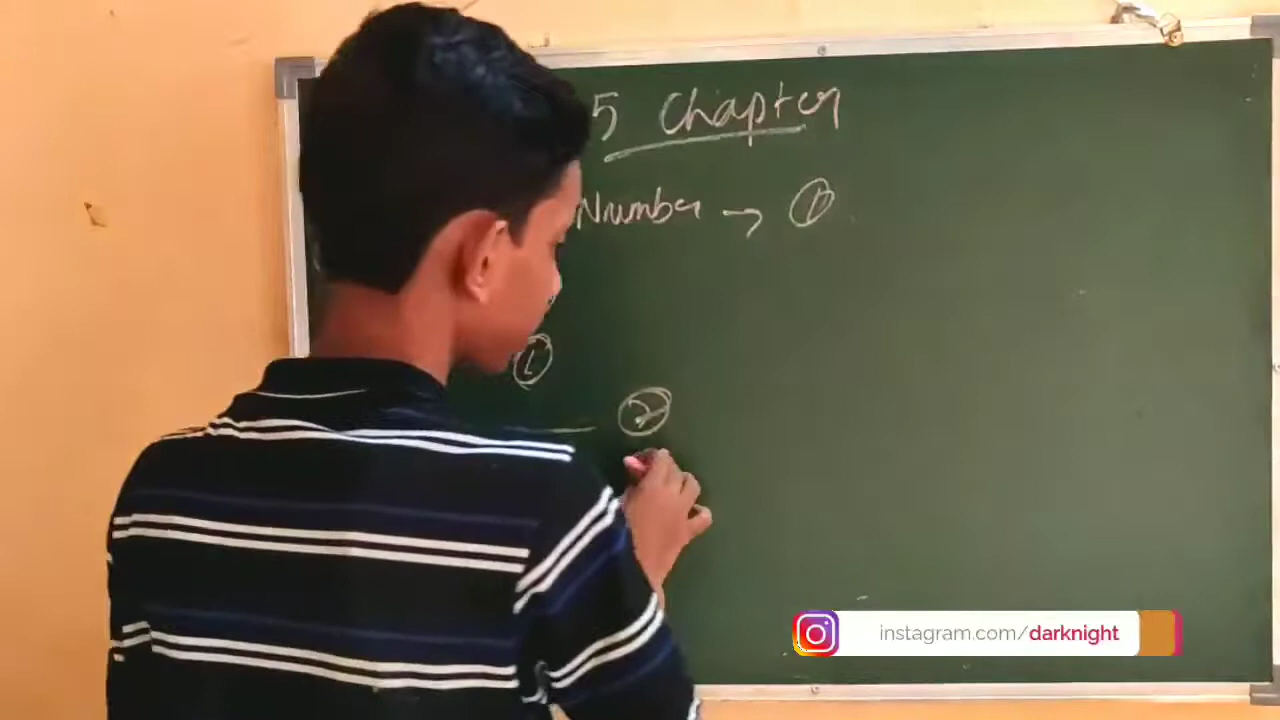 5 Chapter
Number → ①
①
②
instagram.com/darknight